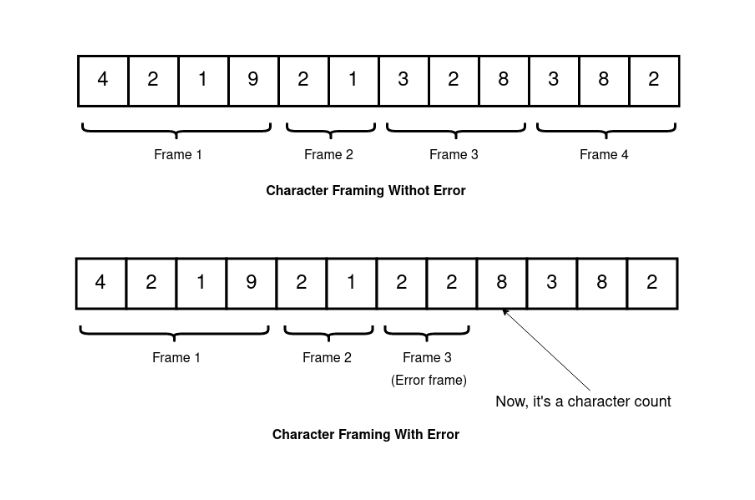 4 2 1 9 2 1 3 2 8 3 8 2
Frame 1 Frame 2 Frame 3 Frame 4
Character Framing Withot Error
4 2 1 9 2 1 2 2 8 3 8 2
Frame 1 Frame 2 Frame 3
(Error frame)
Now, it's a character count
Character Framing With Error